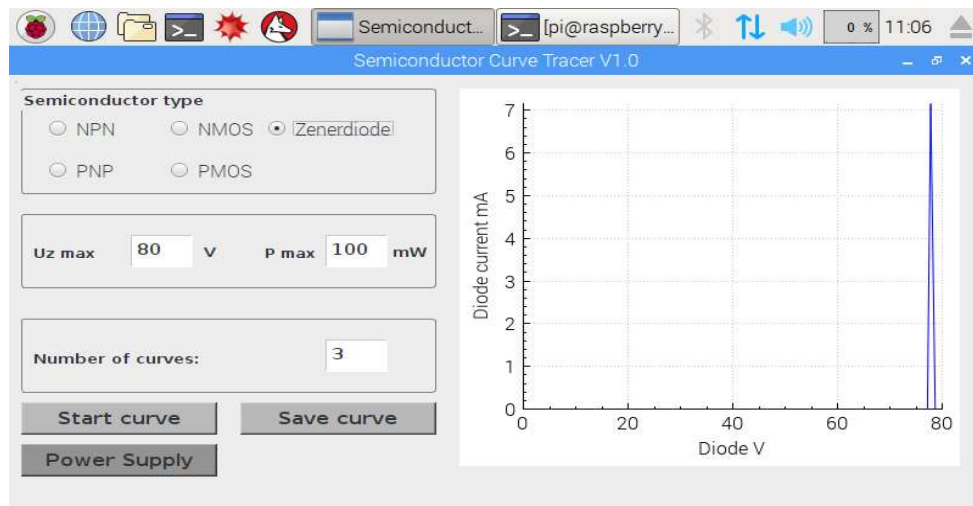 Semiconduct... [pi@raspberry... 0 % 11:06
Semiconductor Curve Tracer V1.0
Semiconductor type
NPN NMOS Zenerdiode
PNP PMOS
Uz max 80 V P max 100 mW
Number of curves: 3
Start curve Save curve
Power Supply
7
6
5
4
3
2
1
0
Diode current mA
0 20 40 60 80
Diode V